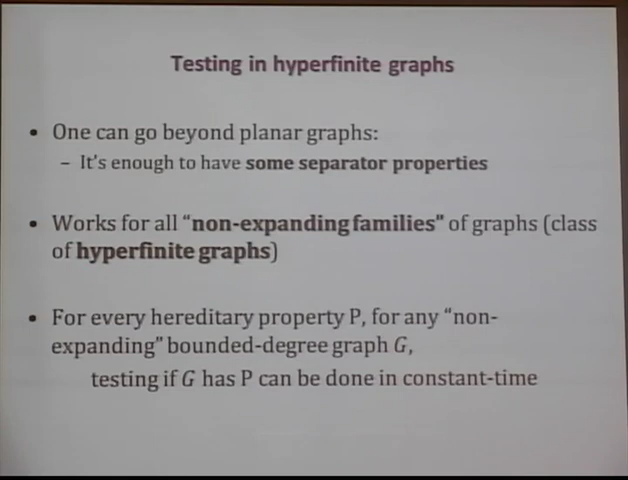 Testing in hyperfinite graphs
• One can go beyond planar graphs:
– It's enough to have some separator properties
• Works for all "non-expanding families" of graphs (class
of hyperfinite graphs)
• For every hereditary property P, for any "non-
expanding" bounded-degree graph G,
testing if G has P can be done in constant-time